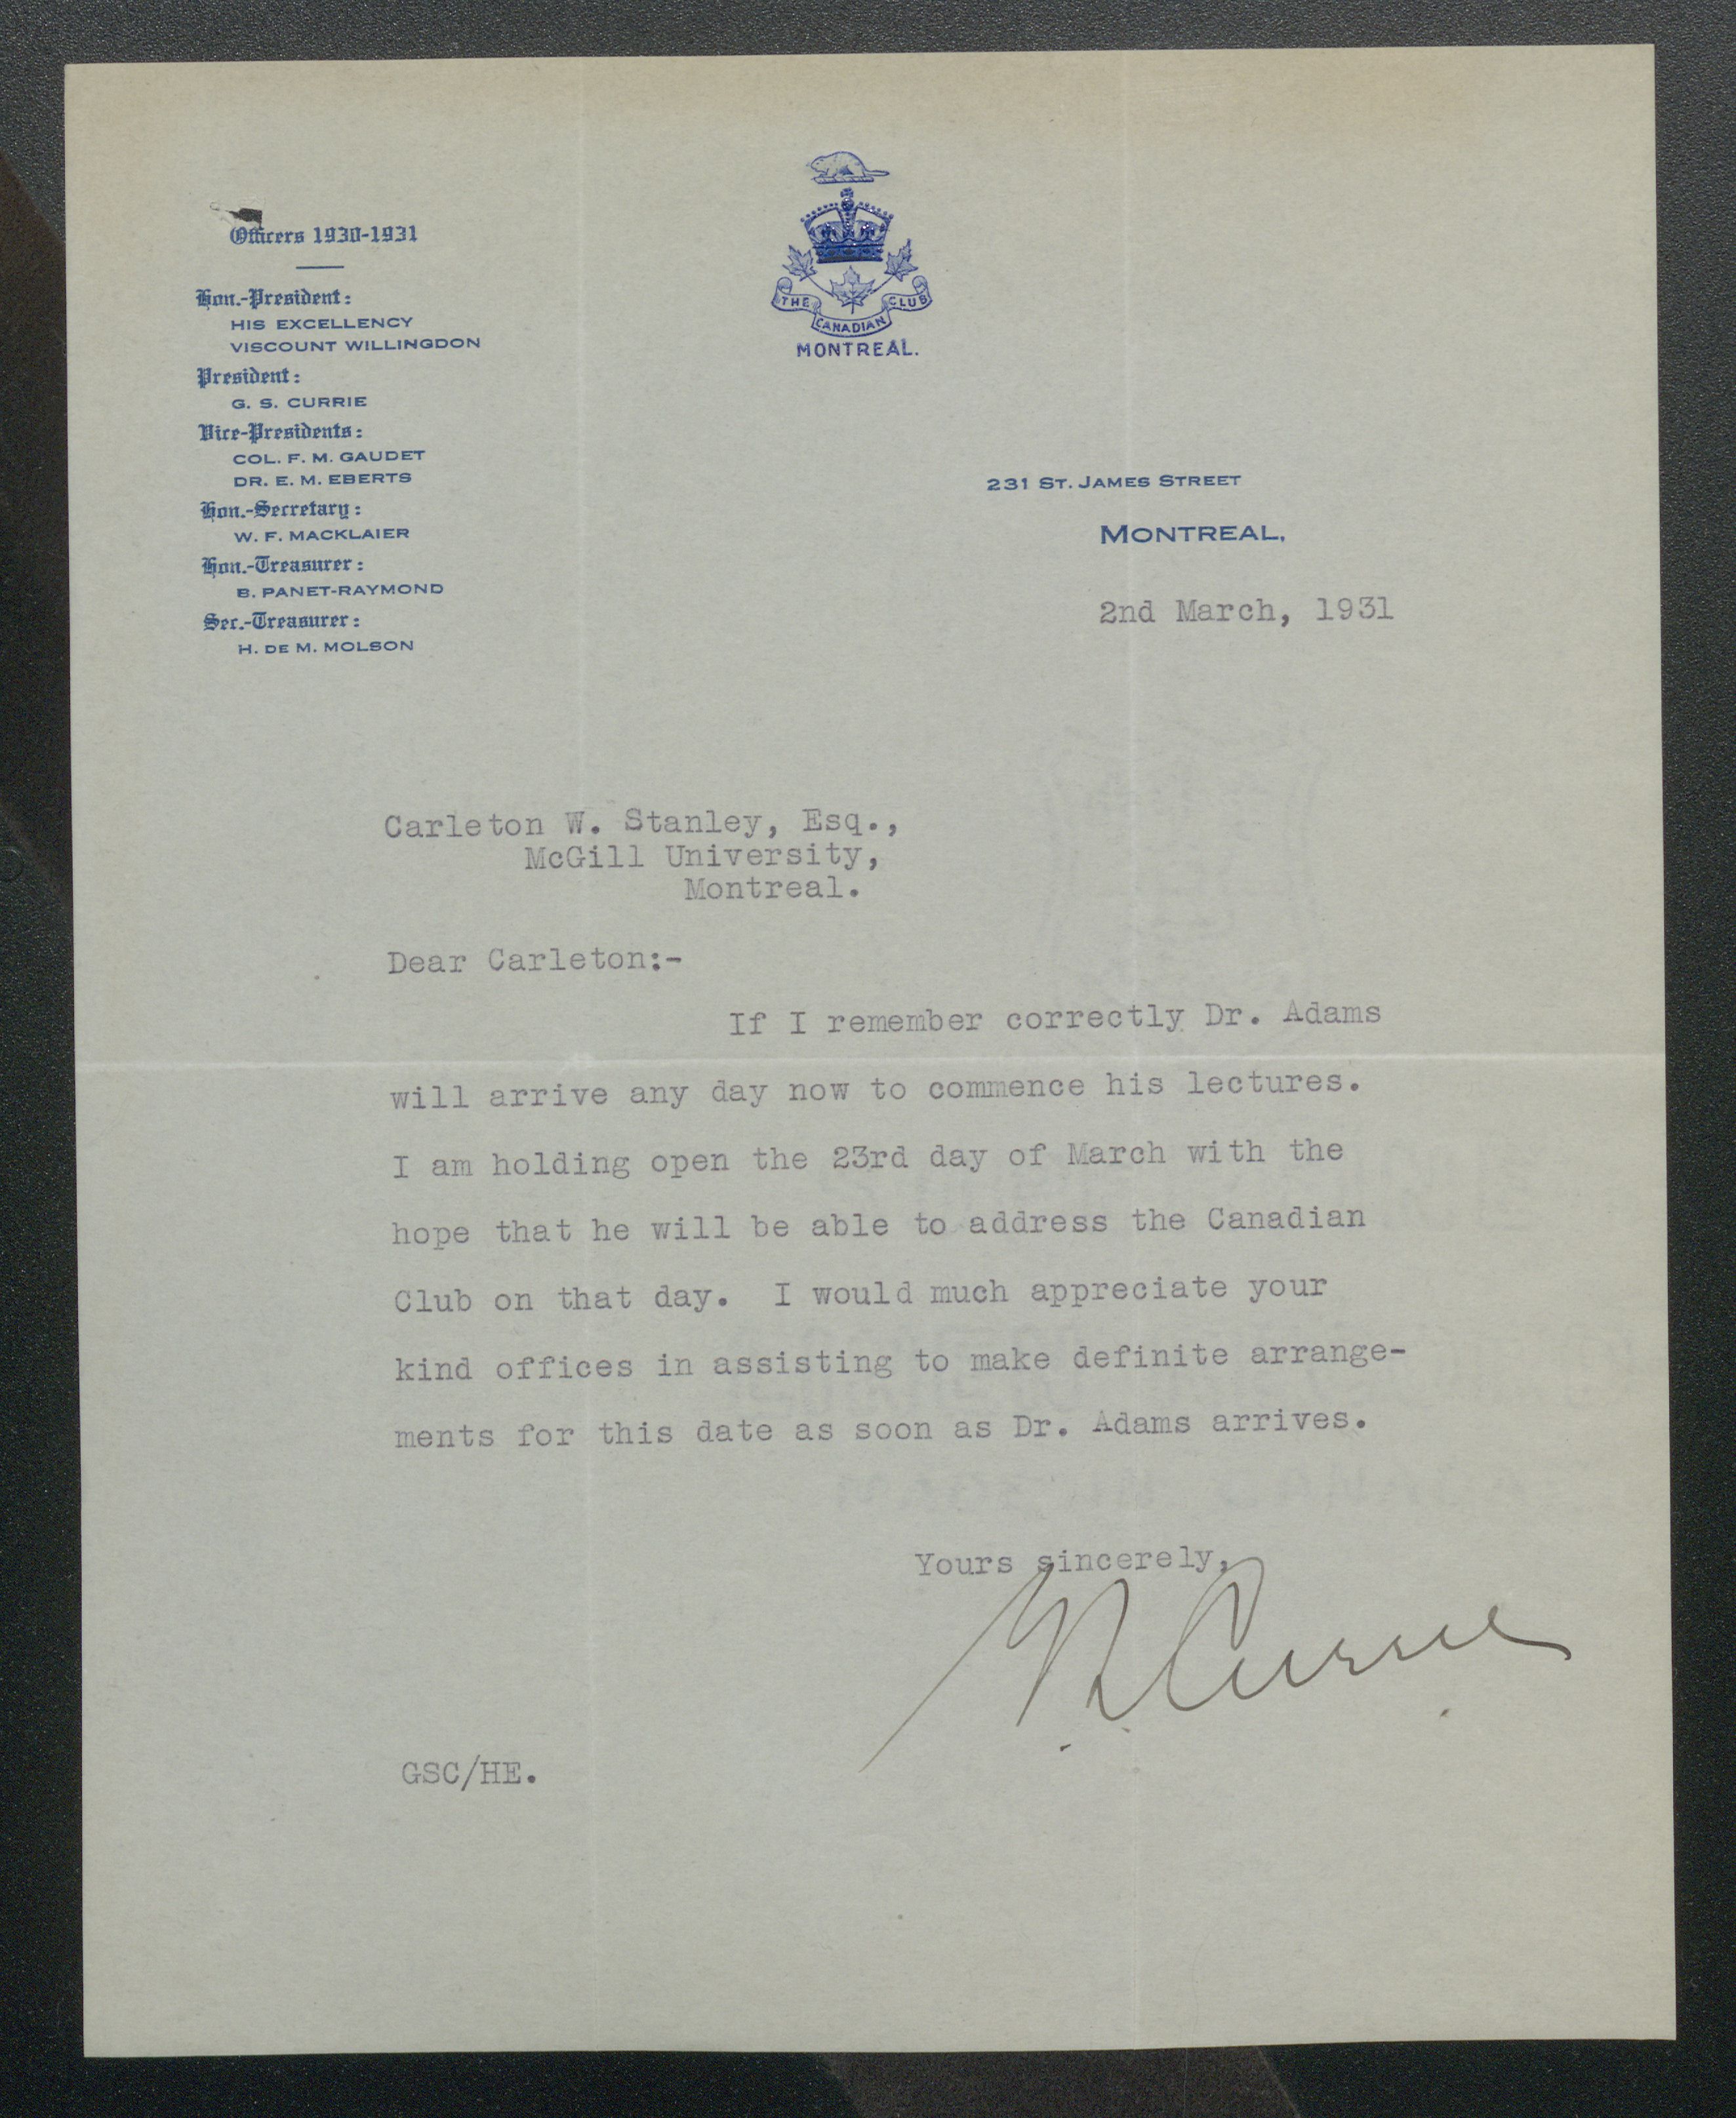 Officers 1930-1931
Hon.-President:
HIS EXCELLENCY
VISCOUNT WILLINGDON
President:
G. S. CURRIE
Vice-Presidents:
COL. F. M. GAUDET
DR. E. M. EBERTS
Hon.-Secretary:
W. F. MACKLAIER
Hon.-Treasurer:
B. PANET-RAYMOND
Sec.-Treasurer:
H. DE M. MOLSON
THE CANADIAN CLUB
MONTREAL.
231 ST. JAMES STREET
MONTREAL,
2nd March, 1931
Carleton W. Stanley, Esq.,
McGill University,
Montreal.
Dear Carleton:-
If I remember correctly Dr. Adams
will arrive any day now to commence his lectures.
I am holding open the 23rd day of March with the
hope that he will be able to address the Canadian
Club on that day. I would much appreciate your
kind offices in assisting to make definite arrange-
ments for this date as soon as Dr. Adams arrives.
Yours sincerely,
Currie
GSC/HE.